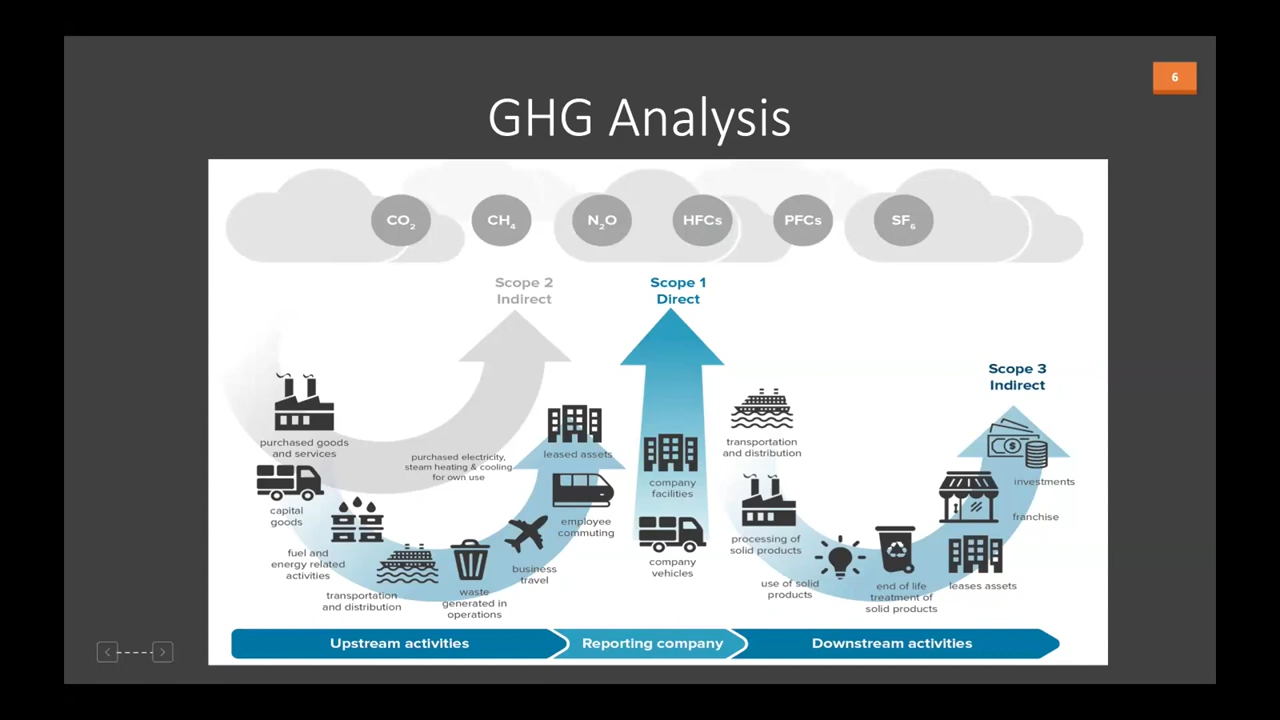 6
GHG Analysis
CO2
CH4
N2O
HFCs
PFCs
SF6
Scope 2
Indirect
Scope 1
Direct
Scope 3
Indirect
purchased goods
and services
capital
goods
fuel and
energy related
activities
transportation
and distribution
waste
generated in
operations
business
travel
employee
commuting
leased assets
purchased electricity,
steam heating & cooling
for own use
company
facilities
company
vehicles
transportation
and distribution
processing of
solid products
use of solid
products
end of life
treatment of
solid products
leases assets
franchise
investments
Upstream activities
Reporting company
Downstream activities